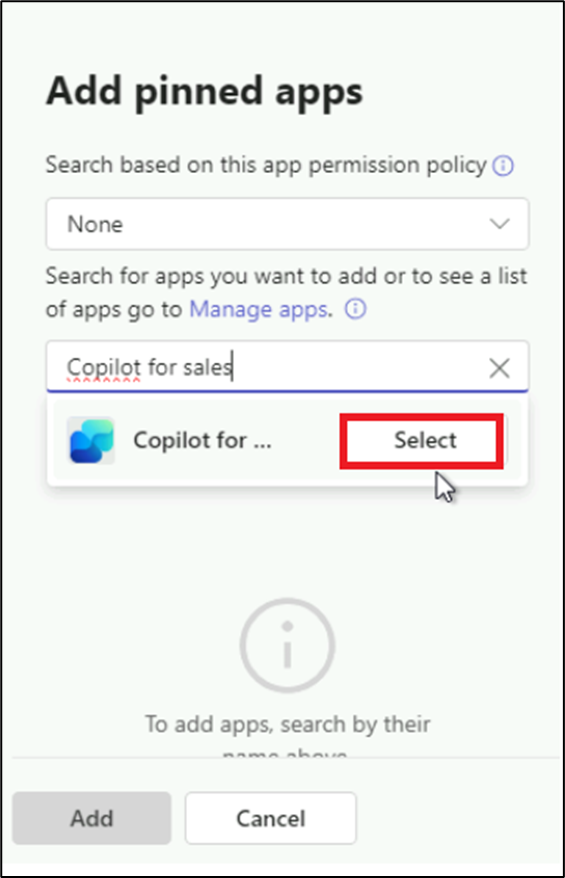 Add pinned apps
Search based on this app permission policy
None
Search for apps you want to add or to see a list
of apps go to Manage apps.
Copilot for sales
Copilot for ...
Select
To add apps, search by their
name above
Add
Cancel